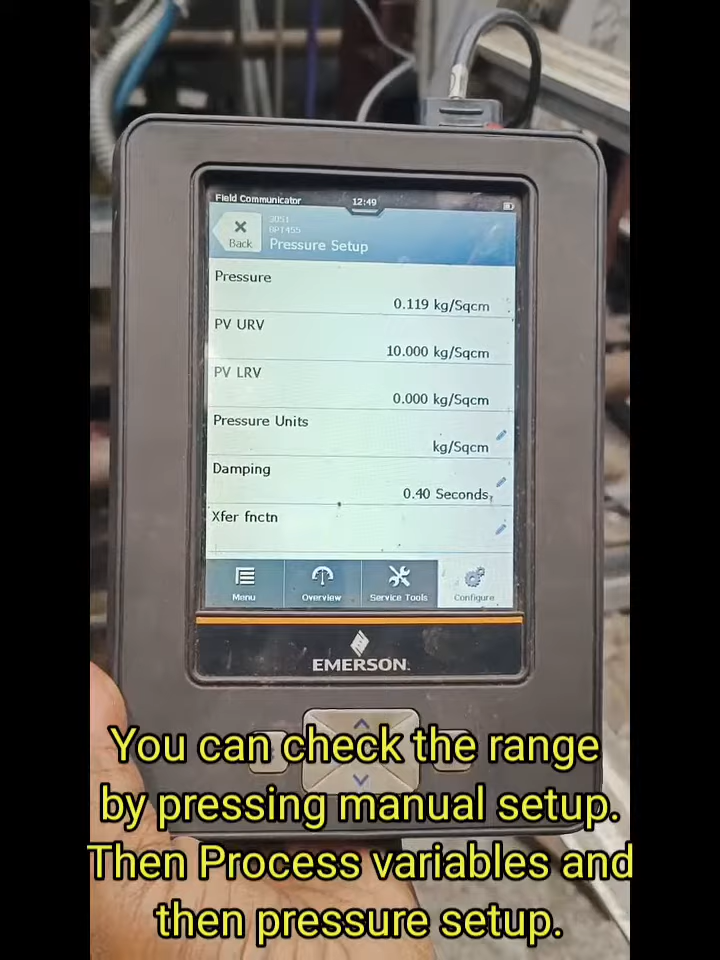 Field Communicator 12:49
3051
Back
Pressure Setup
Pressure
0.119 kg/Sqcm
PV URV
10.000 kg/Sqcm
PV LRV
0.000 kg/Sqcm
Pressure Units
kg/Sqcm
Damping
0.40 Seconds
Xfer fnctn
Menu Overview Service Tools Configure
EMERSON
You can check the range
by pressing manual setup.
Then Process variables and
then pressure setup.